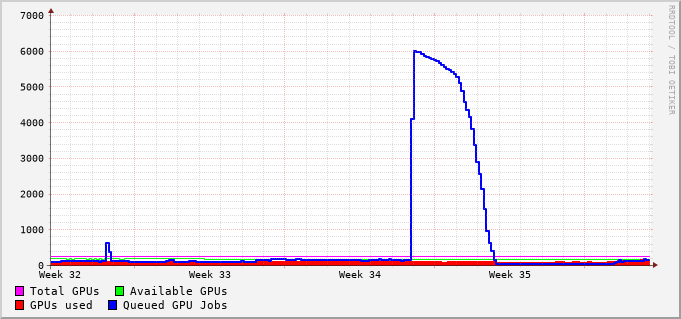 7000
6000
5000
4000
3000
2000
1000
0
Week 32 Week 33 Week 34 Week 35
Total GPUs Available GPUs
GPUs used Queued GPU Jobs
RRDTOOL / TOBI OETIKER